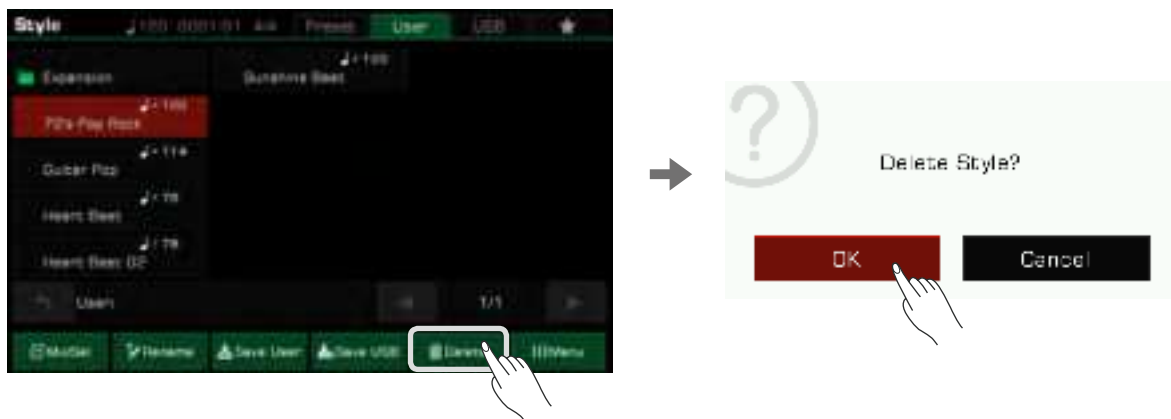 Style
Preset
User
USB
Expansion
Sunshine Beat
70's Pop Rock
Guitar Pop
Heart Beat
Heart Beat 02
User
1/1
Rename
Save User
Save USB
Delete
Menu
Delete Style?
OK
Cancel